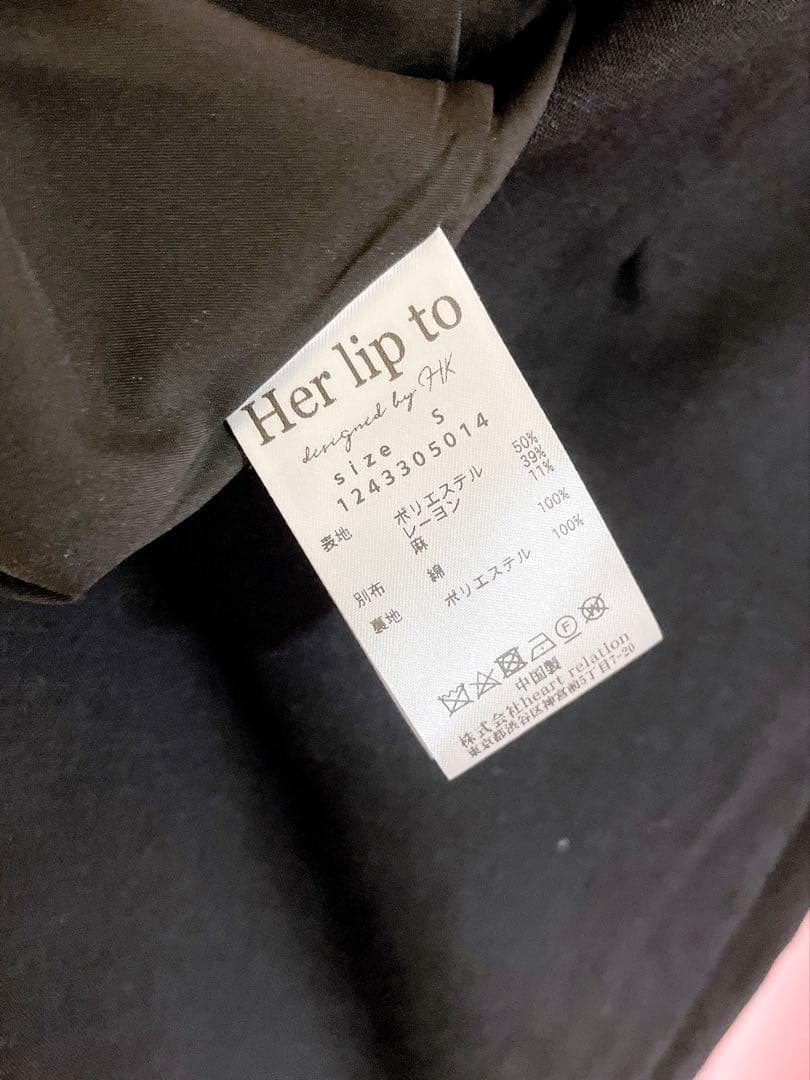 Her lip to
designed by HK
size S
1243305014
表地 ポリエステル 50%
レーヨン 39%
麻 11%
別布 綿 100%
裏地 ポリエステル 100%
中国製
株式会社heart relation
東京都渋谷区神宮前5丁目7-20